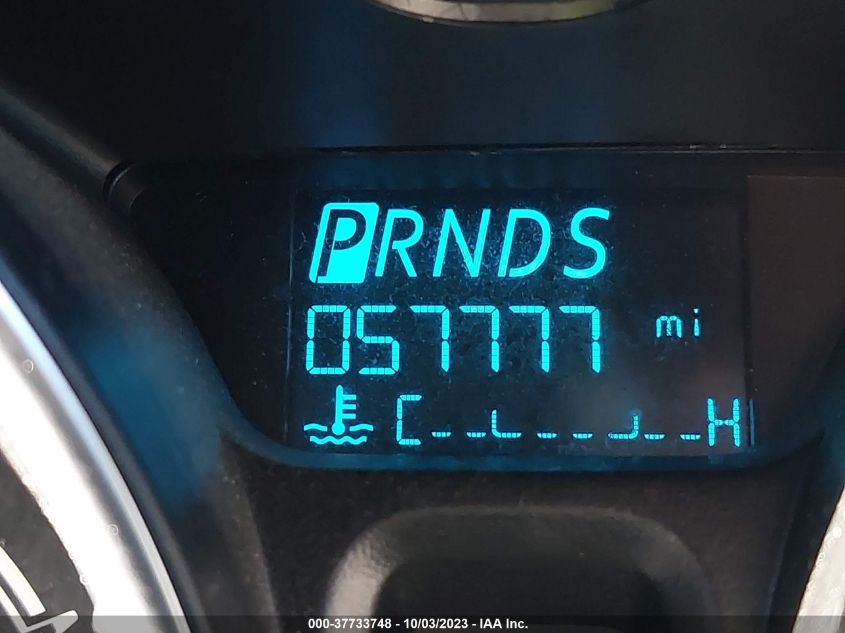 PRNDS
057777 mi
C H
000-37733748 - 10/03/2023 - IAA Inc.